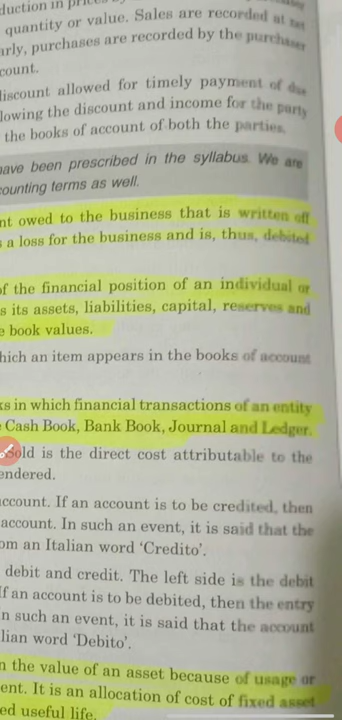 duction in
quantity or value. Sales are recorded at net
arly, purchases are recorded by the purchaser
count.
discount allowed for timely payment of due
lowing the discount and income for the party
the books of account of both the parties.
have been prescribed in the syllabus. We are
counting terms as well.
nt owed to the business that is written off
s a loss for the business and is, thus, debited
of the financial position of an individual or
s its assets, liabilities, capital, reserves and
e book values.
hich an item appears in the books of account
ks in which financial transactions of an entity
Cash Book, Bank Book, Journal and Ledger.
Sold is the direct cost attributable to the
endered.
account. If an account is to be credited, then
account. In such an event, it is said that the
om an Italian word 'Credito'.
debit and credit. The left side is the debit
If an account is to be debited, then the entry
n such an event, it is said that the account
lian word 'Debito'.
n the value of an asset because of usage or
ent. It is an allocation of cost of fixed asset
ed useful life.